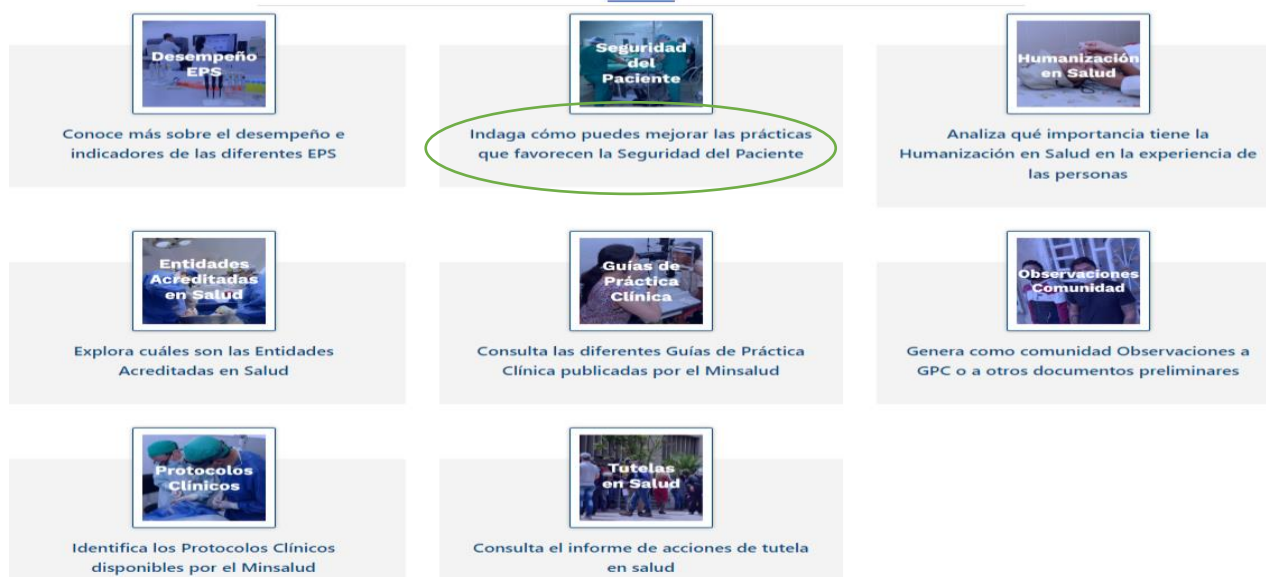 Desempeño
EPS
Conoce más sobre el desempeño e
indicadores de las diferentes EPS
Seguridad
del
Paciente
Indaga cómo puedes mejorar las prácticas
que favorecen la Seguridad del Paciente
Humanización
en Salud
Analiza qué importancia tiene la
Humanización en Salud en la experiencia de
las personas
Entidades
Acreditadas
en Salud
Explora cuáles son las Entidades
Acreditadas en Salud
Guías de
Práctica
Clínica
Consulta las diferentes Guías de Práctica
Clínica publicadas por el Minsalud
Observaciones
Comunidad
Genera como comunidad Observaciones a
GPC o a otros documentos preliminares
Protocolos
Clínicos
Identifica los Protocolos Clínicos
disponibles por el Minsalud
Tutelas
en Salud
Consulta el informe de acciones de tutela
en salud